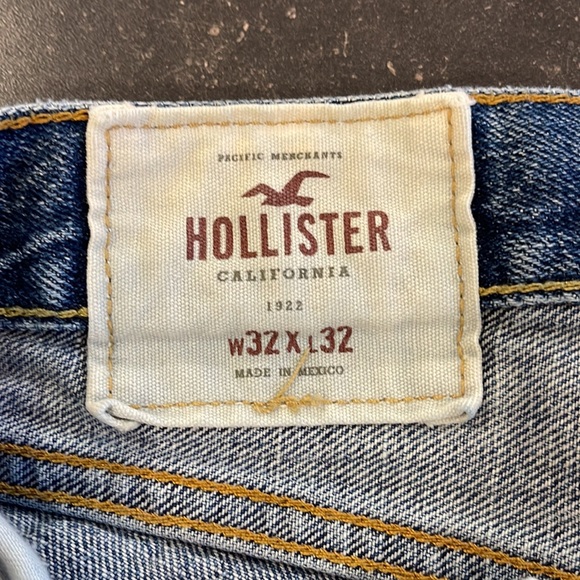 PACIFIC MERCHANTS
HOLLISTER
CALIFORNIA
1922
W32 X L32
MADE IN MEXICO